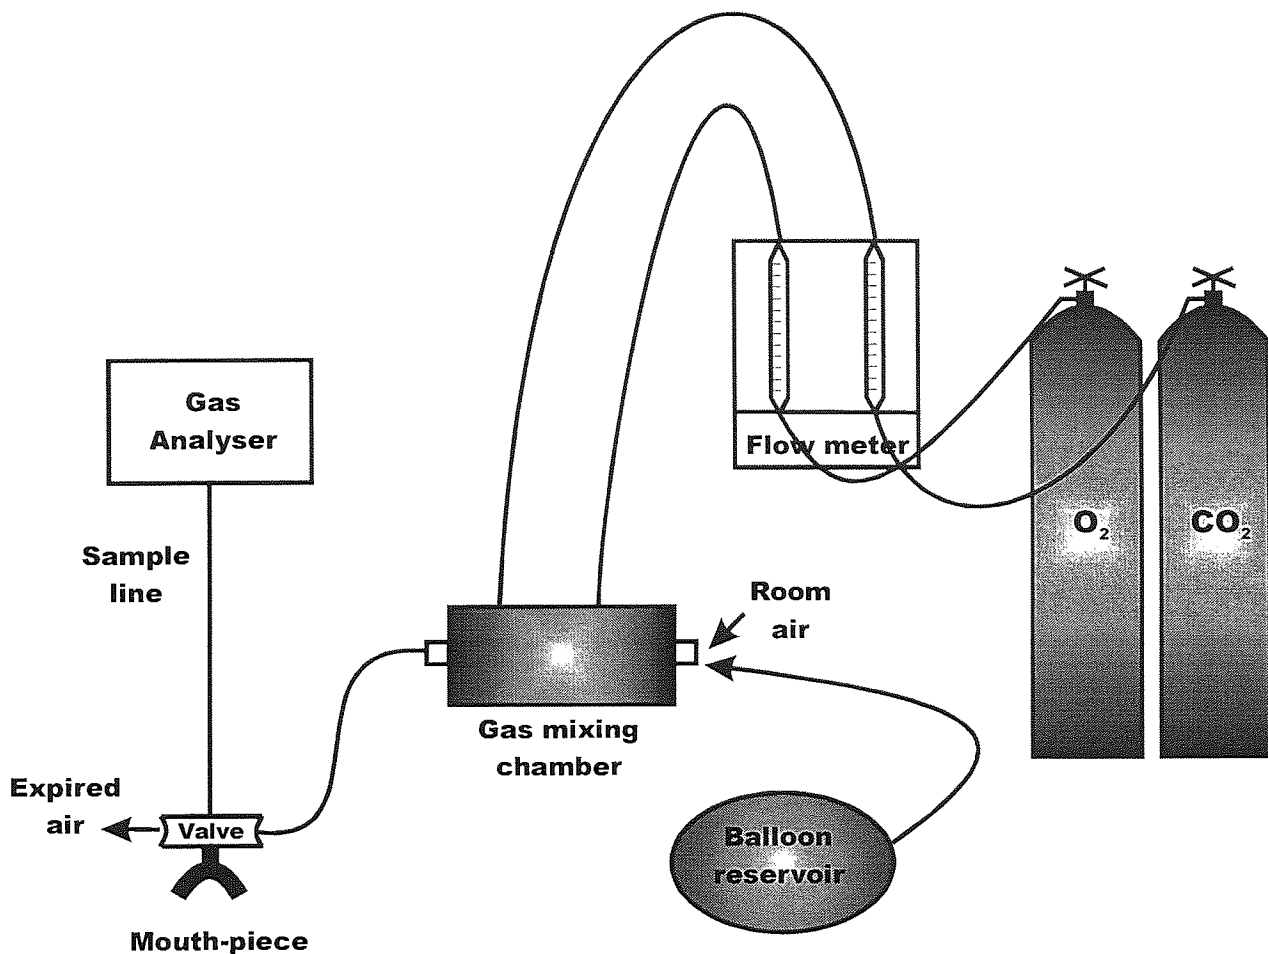 Flow meter
Gas
Analyser
O₂
CO₂
Sample
line
Room
air
Gas mixing
chamber
Expired
air
Valve
Balloon
reservoir
Mouth-piece